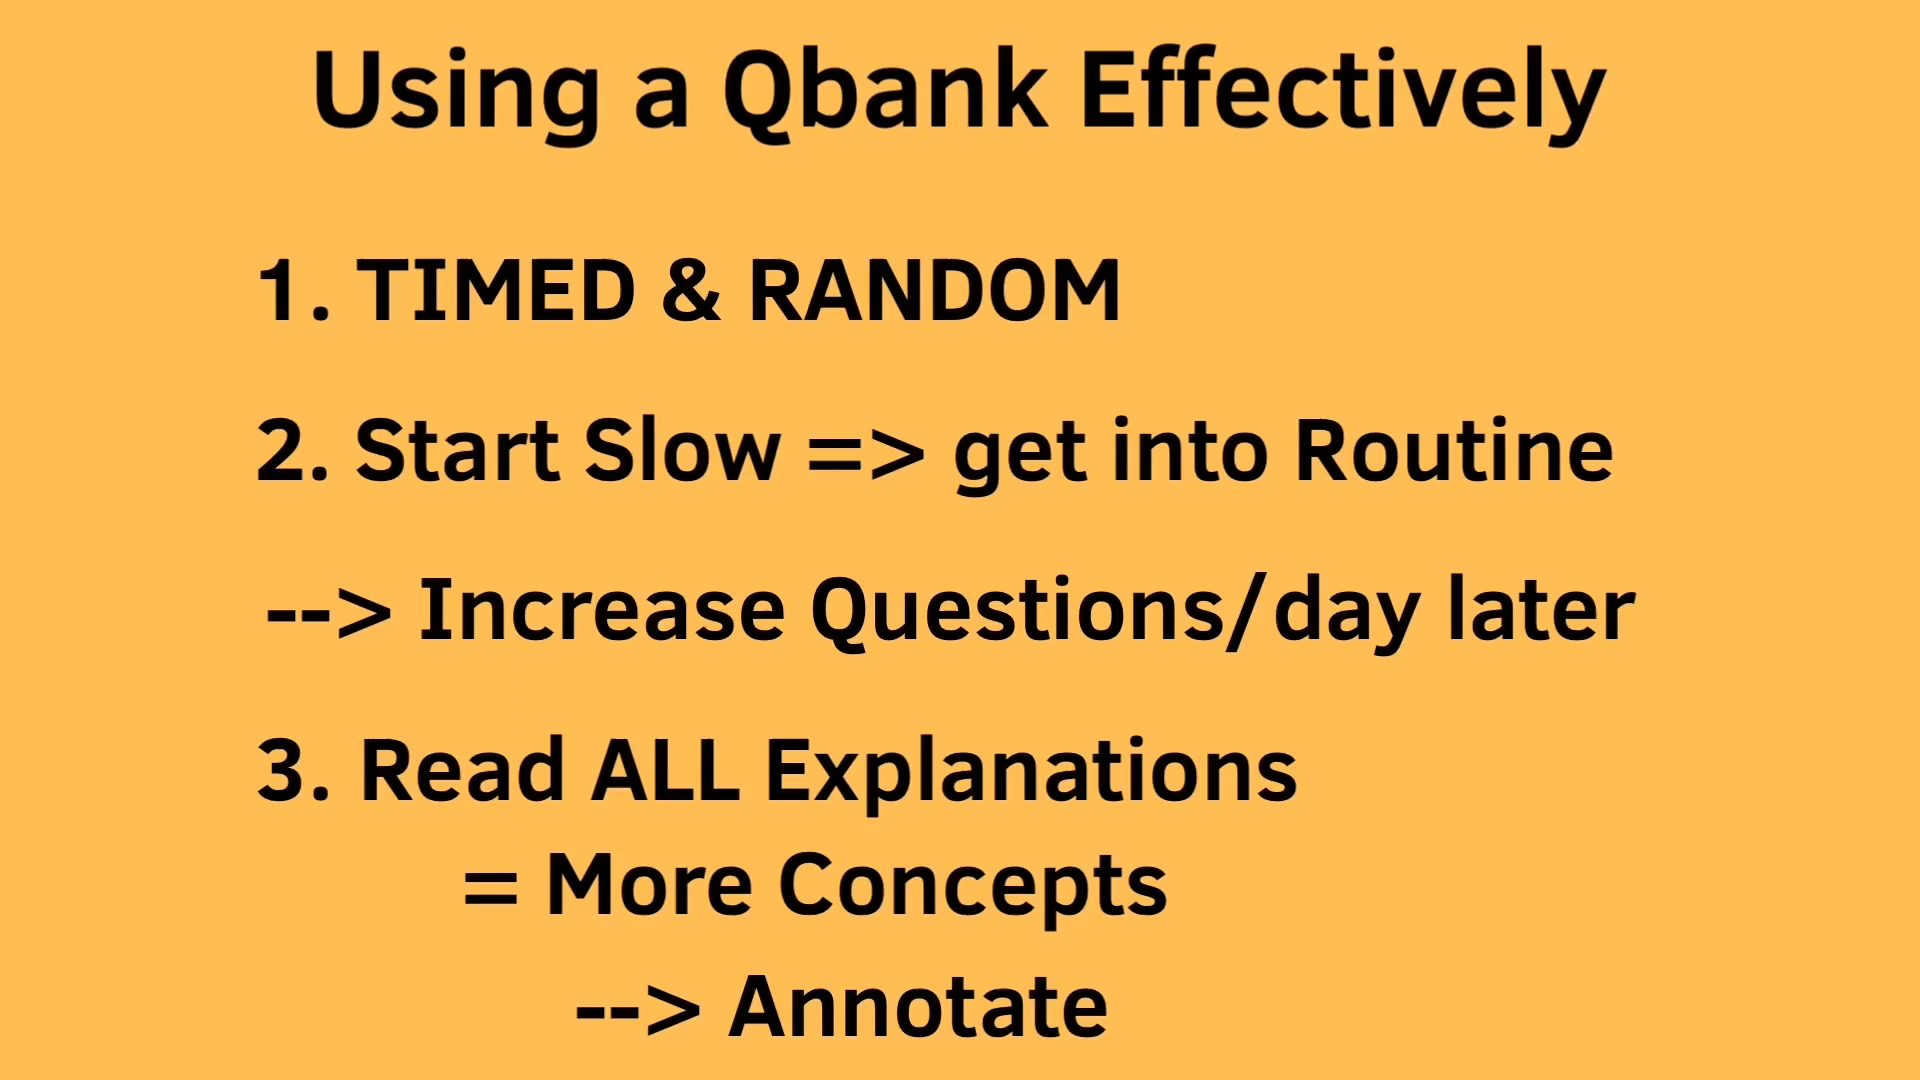 Using a Qbank Effectively
1. TIMED & RANDOM
2. Start Slow => get into Routine
--> Increase Questions/day later
3. Read ALL Explanations
= More Concepts
--> Annotate